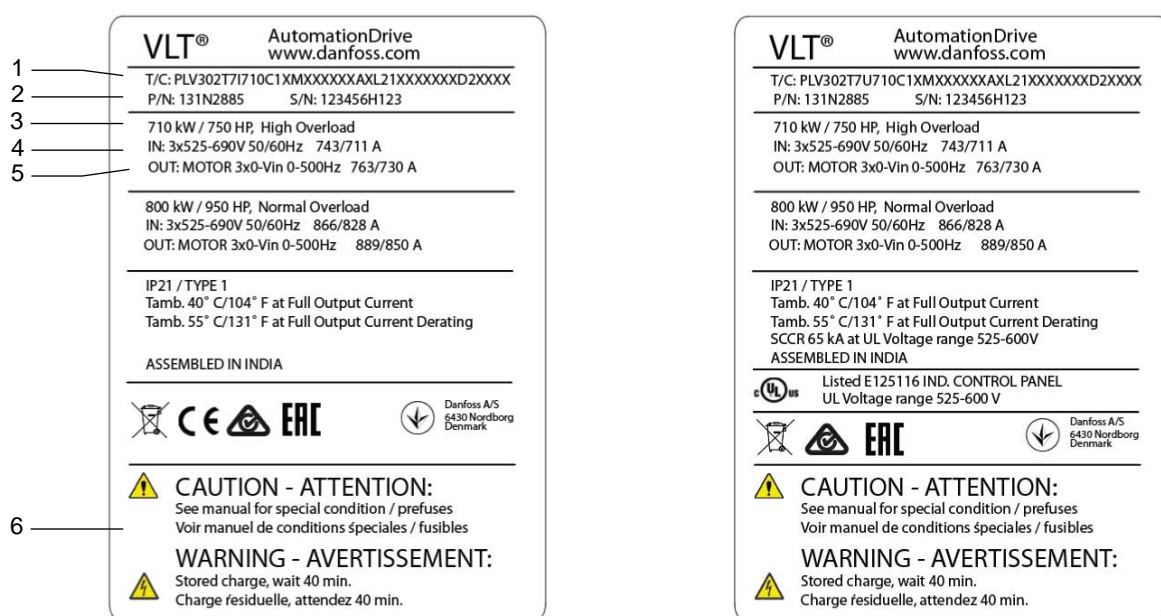 VLT® AutomationDrive
www.danfoss.com
1 T/C: PLV302T7I710C1XMXXXXXXAXL21XXXXXXXD2XXXX
2 P/N: 131N2885 S/N: 123456H123
3 710 kW / 750 HP, High Overload
4 IN: 3x525-690V 50/60Hz 743/711 A
5 OUT: MOTOR 3x0-Vin 0-500Hz 763/730 A
800 kW / 950 HP, Normal Overload
IN: 3x525-690V 50/60Hz 866/828 A
OUT: MOTOR 3x0-Vin 0-500Hz 889/850 A
IP21 / TYPE 1
Tamb. 40° C/104° F at Full Output Current
Tamb. 55° C/131° F at Full Output Current Derating
ASSEMBLED IN INDIA
CE EAC
Danfoss A/S
6430 Nordborg
Denmark
CAUTION - ATTENTION:
See manual for special condition / prefuses
6 Voir manuel de conditions śpeciales / fusibles
WARNING - AVERTISSEMENT:
Stored charge, wait 40 min.
Charge ŕesiduelle, attendez 40 min.
VLT® AutomationDrive
www.danfoss.com
T/C: PLV302T7U710C1XMXXXXXXAXL21XXXXXXXD2XXXX
P/N: 131N2885 S/N: 123456H123
710 kW / 750 HP, High Overload
IN: 3x525-690V 50/60Hz 743/711 A
OUT: MOTOR 3x0-Vin 0-500Hz 763/730 A
800 kW / 950 HP, Normal Overload
IN: 3x525-690V 50/60Hz 866/828 A
OUT: MOTOR 3x0-Vin 0-500Hz 889/850 A
IP21 / TYPE 1
Tamb. 40° C/104° F at Full Output Current
Tamb. 55° C/131° F at Full Output Current Derating
SCCR 65 kA at UL Voltage range 525-600V
ASSEMBLED IN INDIA
c UL us Listed E125116 IND. CONTROL PANEL
UL Voltage range 525-600 V
EAC
Danfoss A/S
6430 Nordborg
Denmark
CAUTION - ATTENTION:
See manual for special condition / prefuses
Voir manuel de conditions śpeciales / fusibles
WARNING - AVERTISSEMENT:
Stored charge, wait 40 min.
Charge ŕesiduelle, attendez 40 min.